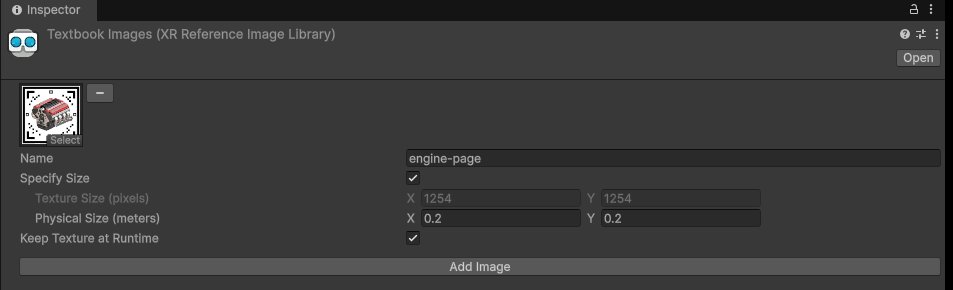 Inspector
Textbook Images (XR Reference Image Library)
Open
Select
Name engine-page
Specify Size
Texture Size (pixels) X 1254 Y 1254
Physical Size (meters) X 0.2 Y 0.2
Keep Texture at Runtime
Add Image